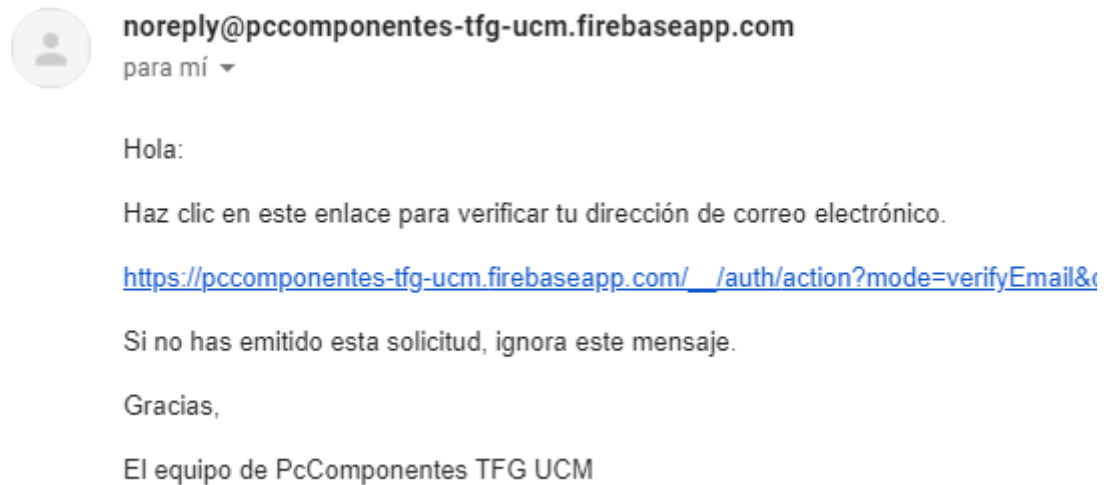 noreply@pccomponentes-tfg-ucm.firebaseapp.com
para mí
Hola:
Haz clic en este enlace para verificar tu dirección de correo electrónico.
https://pccomponentes-tfg-ucm.firebaseapp.com/__/auth/action?mode=verifyEmail&
Si no has emitido esta solicitud, ignora este mensaje.
Gracias,
El equipo de PcComponentes TFG UCM